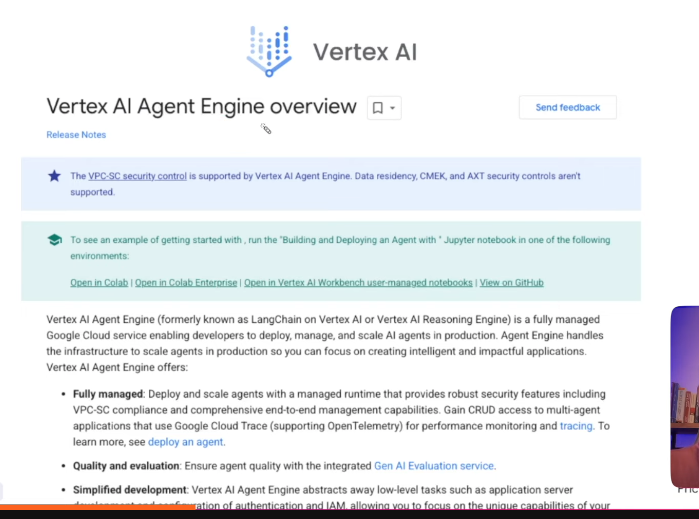 Vertex AI
Vertex AI Agent Engine overview
Send feedback
Release Notes
The VPC-SC security control is supported by Vertex AI Agent Engine. Data residency, CMEK, and AXT security controls aren't
supported.
To see an example of getting started with , run the "Building and Deploying an Agent with " Jupyter notebook in one of the following
environments:
Open in Colab | Open in Colab Enterprise | Open in Vertex AI Workbench user-managed notebooks | View on GitHub
Vertex AI Agent Engine (formerly known as LangChain on Vertex AI or Vertex AI Reasoning Engine) is a fully managed
Google Cloud service enabling developers to deploy, manage, and scale AI agents in production. Agent Engine handles
the infrastructure to scale agents in production so you can focus on creating intelligent and impactful applications.
Vertex AI Agent Engine offers:
• Fully managed: Deploy and scale agents with a managed runtime that provides robust security features including
VPC-SC compliance and comprehensive end-to-end management capabilities. Gain CRUD access to multi-agent
applications that use Google Cloud Trace (supporting OpenTelemetry) for performance monitoring and tracing. To
learn more, see deploy an agent.
• Quality and evaluation: Ensure agent quality with the integrated Gen AI Evaluation service.
• Simplified development: Vertex AI Agent Engine abstracts away low-level tasks such as application server
development and configuration of authentication and IAM, allowing you to focus on the unique capabilities of your